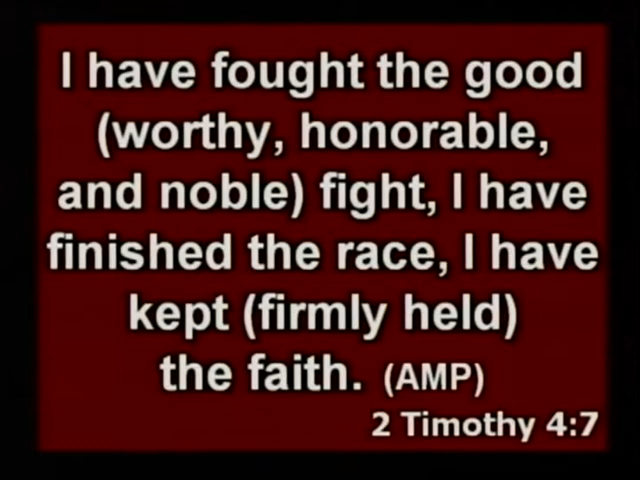 I have fought the good
(worthy, honorable,
and noble) fight, I have
finished the race, I have
kept (firmly held)
the faith. (AMP)
2 Timothy 4:7